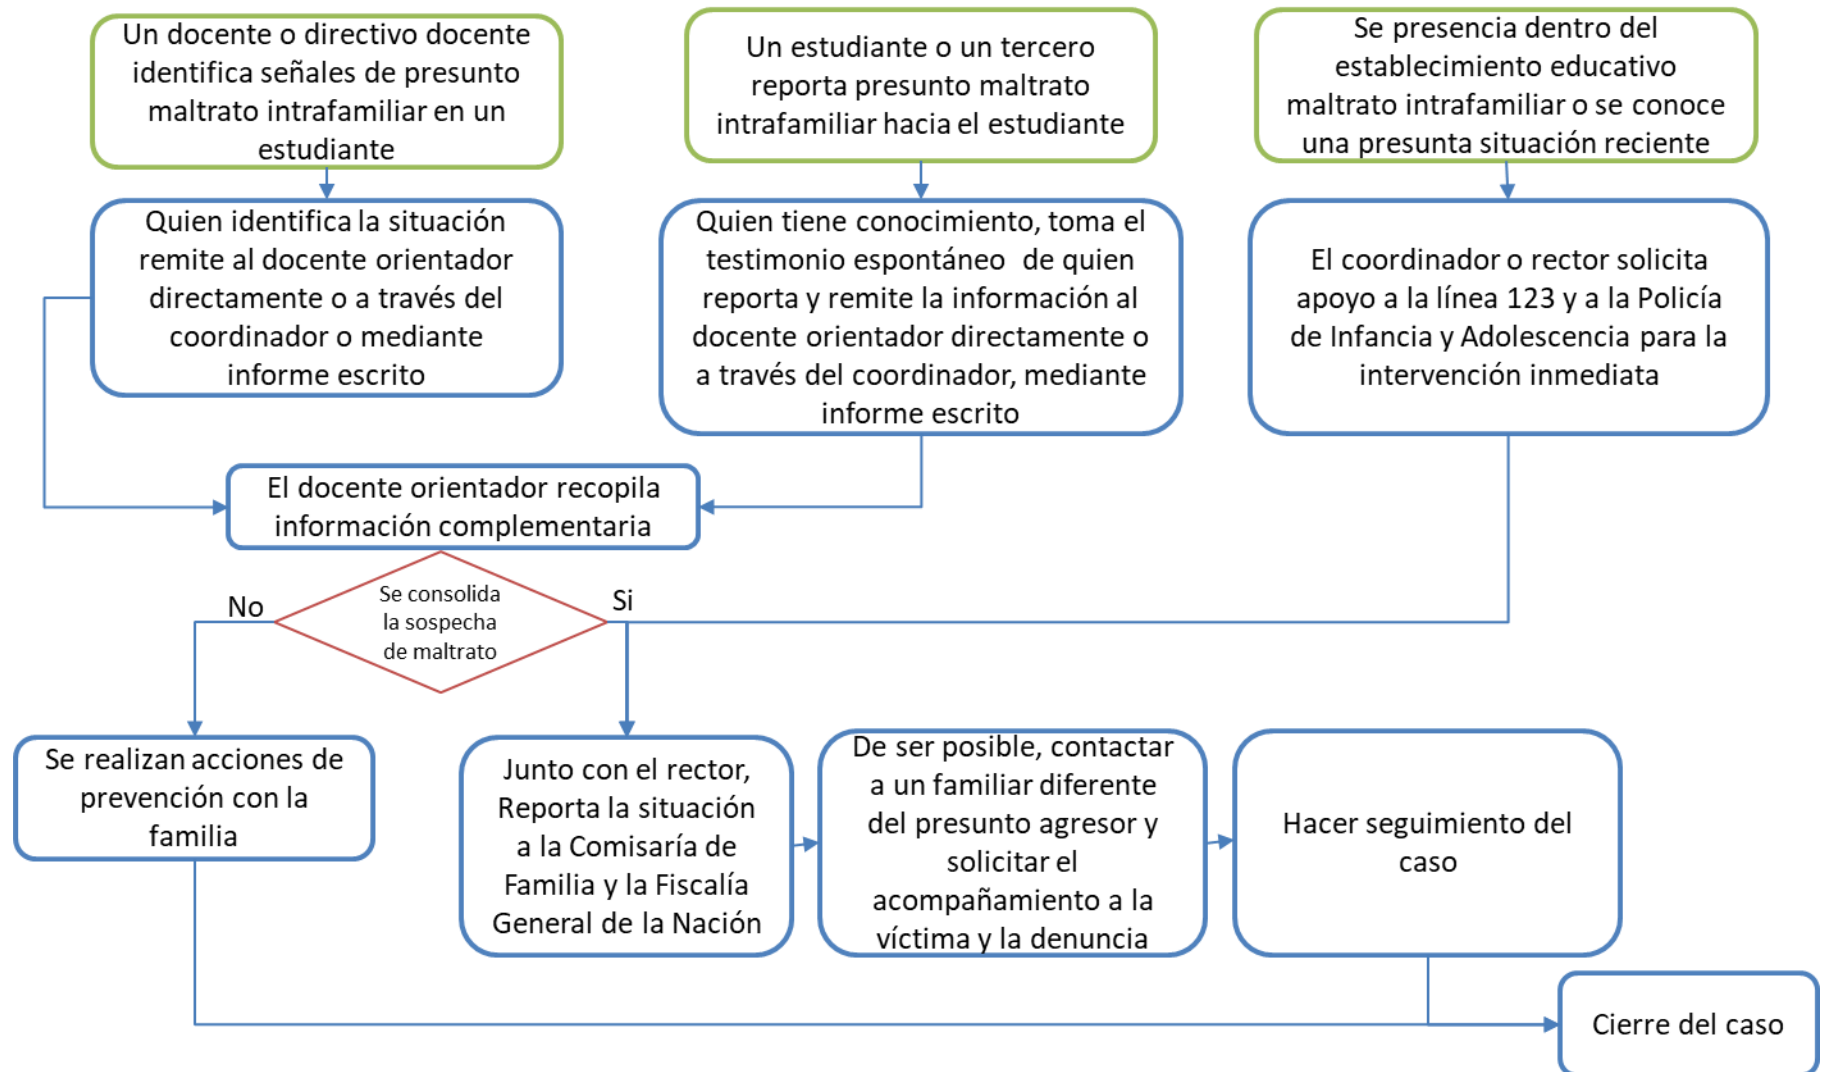 Un docente o directivo docente
identifica señales de presunto
maltrato intrafamiliar en un
estudiante
Un estudiante o un tercero
reporta presunto maltrato
intrafamiliar hacia el estudiante
Se presencia dentro del
establecimiento educativo
maltrato intrafamiliar o se conoce
una presunta situación reciente
Quien identifica la situación
remite al docente orientador
directamente o a través del
coordinador o mediante
informe escrito
Quien tiene conocimiento, toma el
testimonio espontáneo de quien
reporta y remite la información al
docente orientador directamente o
a través del coordinador, mediante
informe escrito
El coordinador o rector solicita
apoyo a la línea 123 y a la Policía
de Infancia y Adolescencia para la
intervención inmediata
El docente orientador recopila
información complementaria
No
Se consolida
la sospecha
de maltrato
Si
Se realizan acciones de
prevención con la
familia
Junto con el rector,
Reporta la situación
a la Comisaría de
Familia y la Fiscalía
General de la Nación
De ser posible, contactar
a un familiar diferente
del presunto agresor y
solicitar el
acompañamiento a la
víctima y la denuncia
Hacer seguimiento del
caso
Cierre del caso